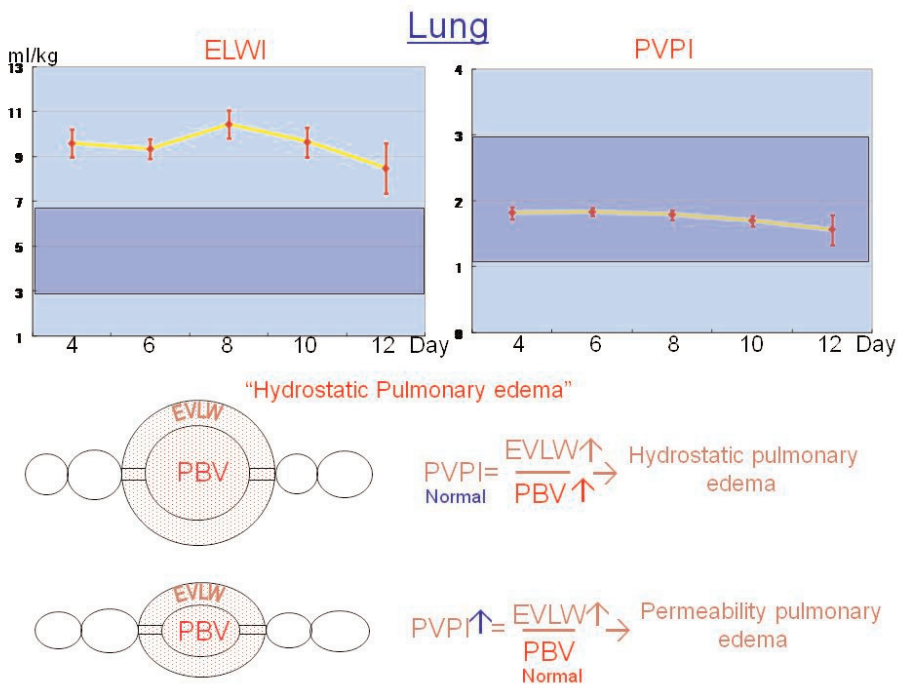 Lung
ELWI
PVPI
ml/kg
13
11
9
7
5
3
1
4 6 8 10 12 Day
4
3
2
1
0
4 6 8 10 12 Day
“Hydrostatic Pulmonary edema”
EVLW
PBV
PVPI= EVLW↑ → Hydrostatic pulmonary
Normal PBV↑ edema
EVLW
PBV
PVPI↑= EVLW↑ → Permeability pulmonary
PBV edema
Normal